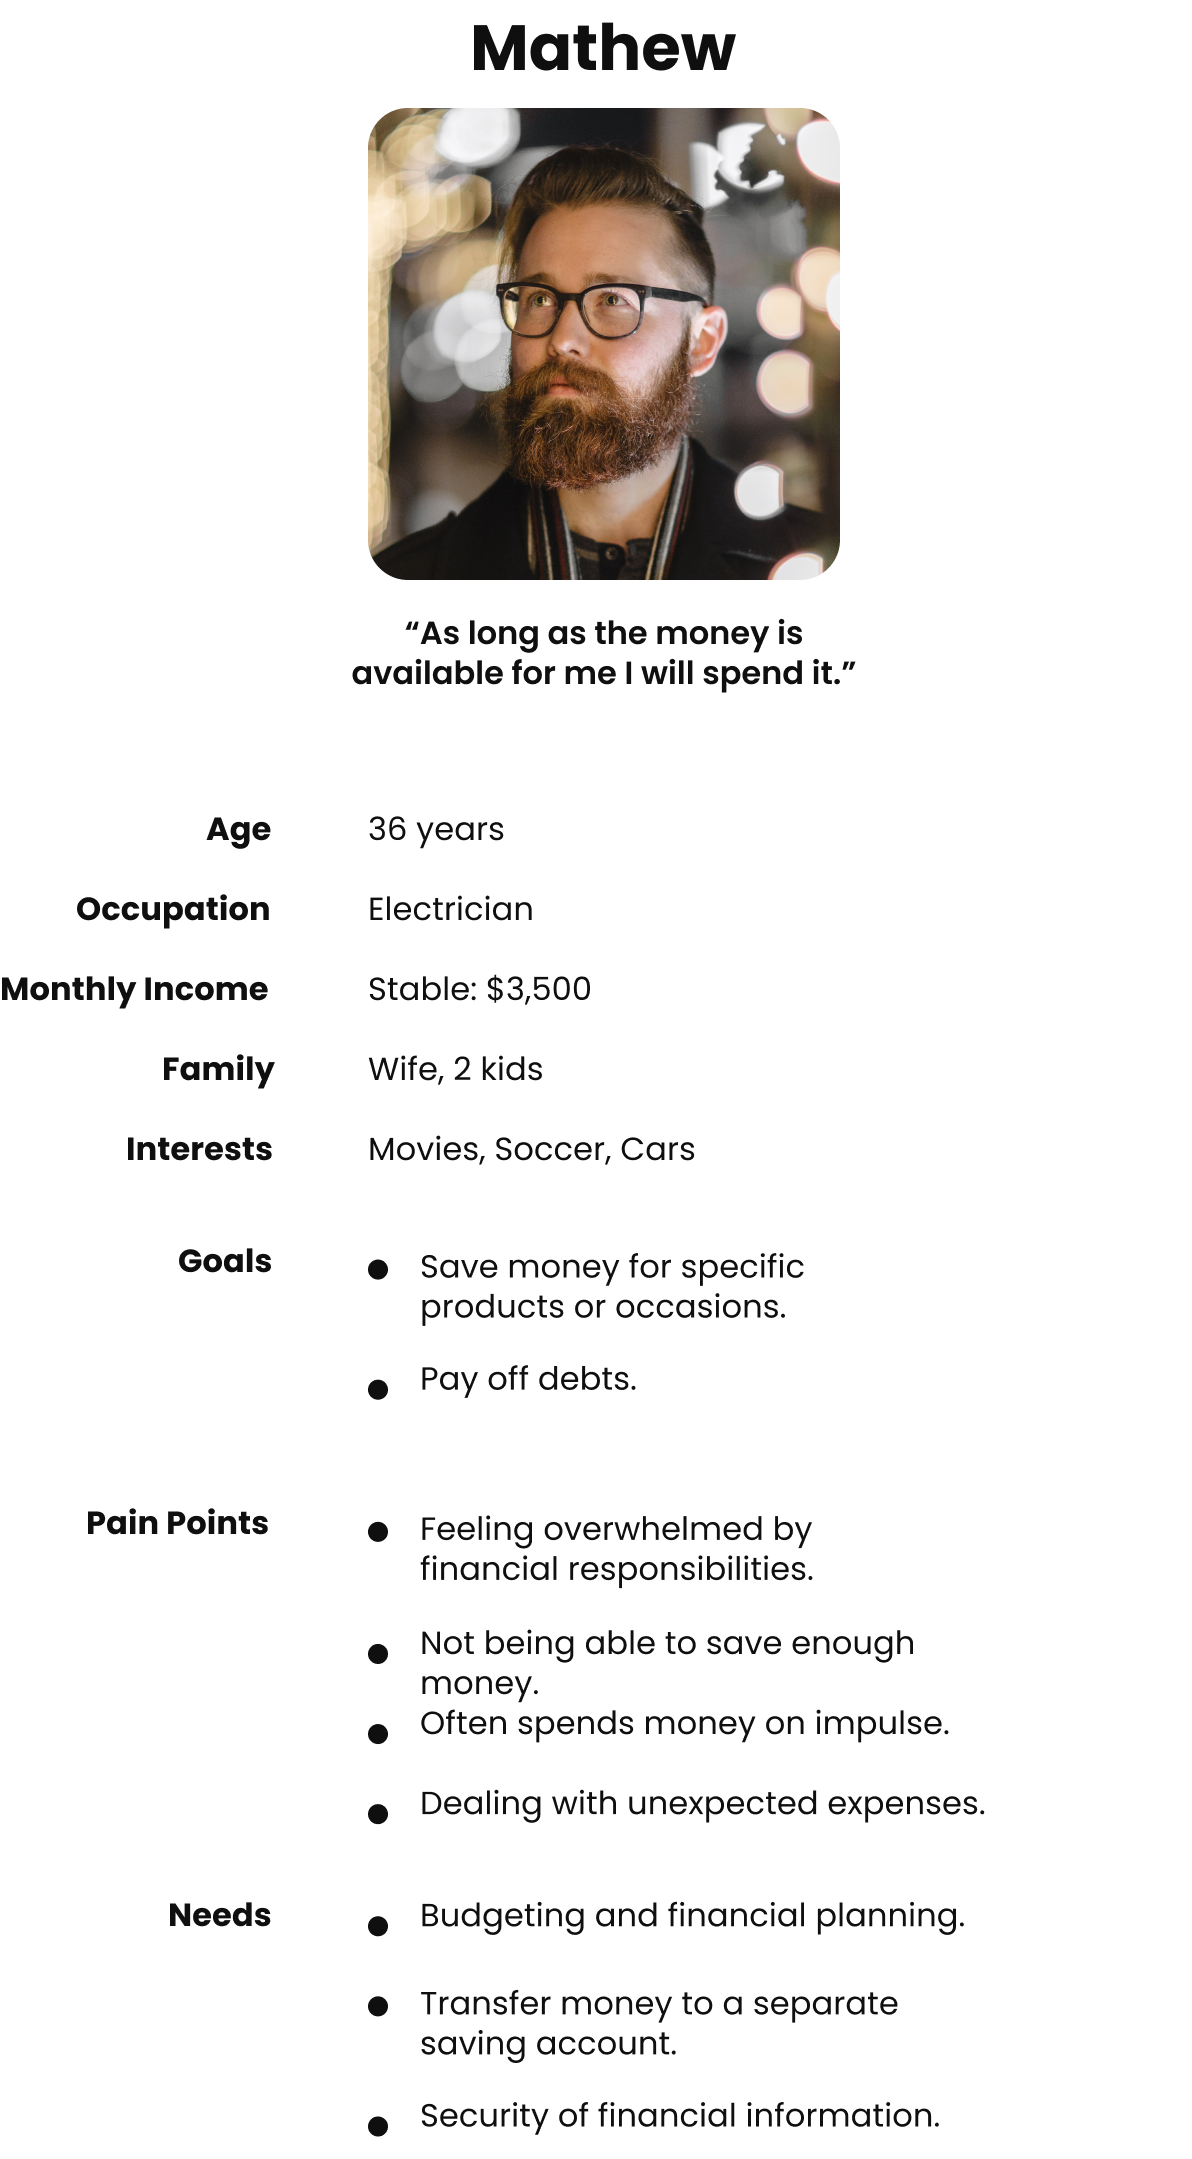 Mathew
“As long as the money is
available for me I will spend it.”
Age 36 years
Occupation Electrician
Monthly Income Stable: $3,500
Family Wife, 2 kids
Interests Movies, Soccer, Cars
Goals
● Save money for specific
products or occasions.
● Pay off debts.
Pain Points
● Feeling overwhelmed by
financial responsibilities.
● Not being able to save enough
money.
● Often spends money on impulse.
● Dealing with unexpected expenses.
Needs
● Budgeting and financial planning.
● Transfer money to a separate
saving account.
● Security of financial information.